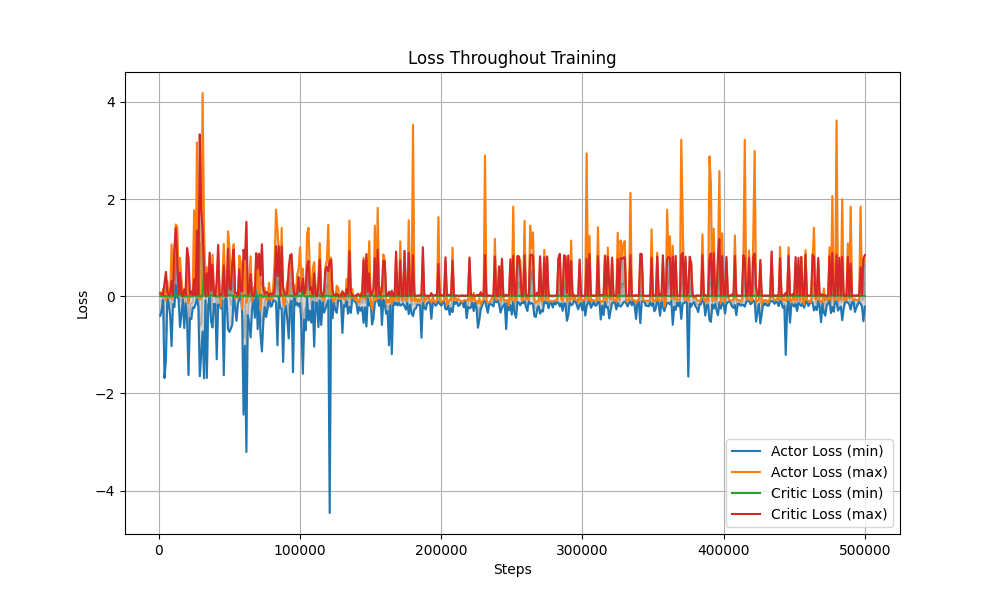 Loss Throughout Training
4
2
0
−2
−4
Loss
0 100000 200000 300000 400000 500000
Steps
Actor Loss (min)
Actor Loss (max)
Critic Loss (min)
Critic Loss (max)